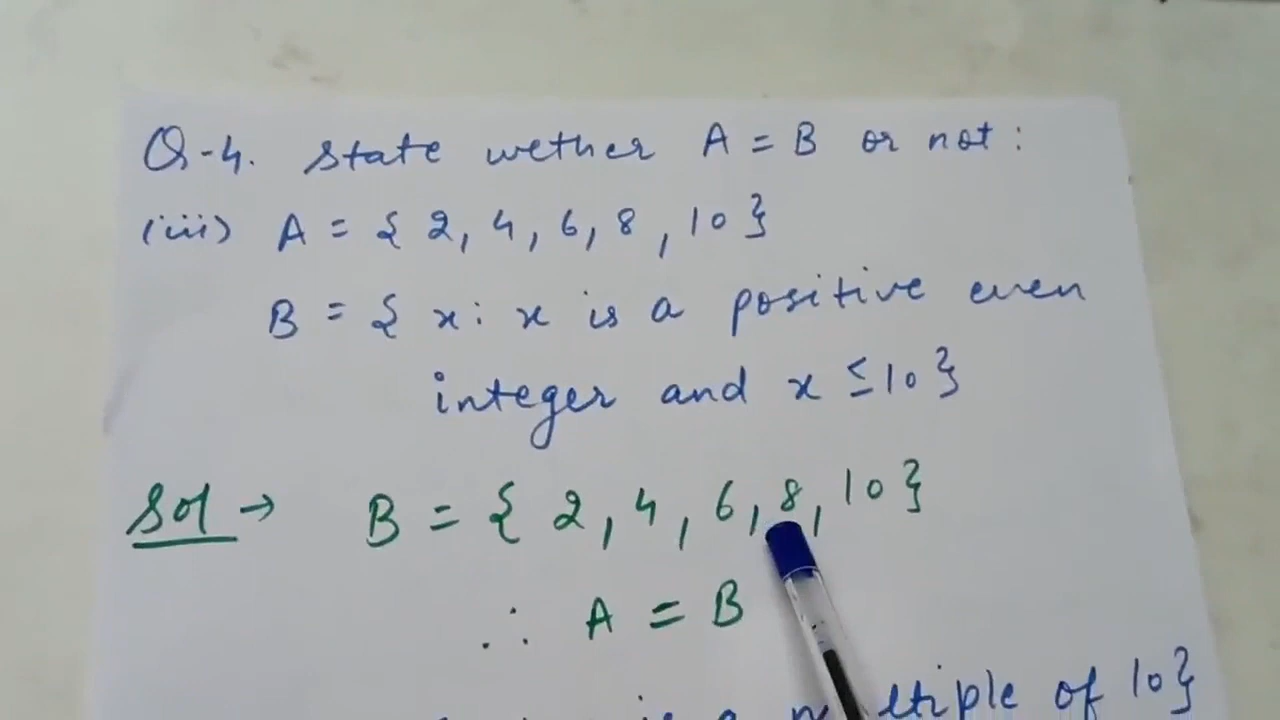 Q-4. State wether A = B or not :
(iii) A = { 2, 4, 6, 8, 10 }
B = { x : x is a positive even
integer and x ≤ 10 }
Sol → B = { 2, 4, 6, 8, 10 }
∴ A = B
of 10 }